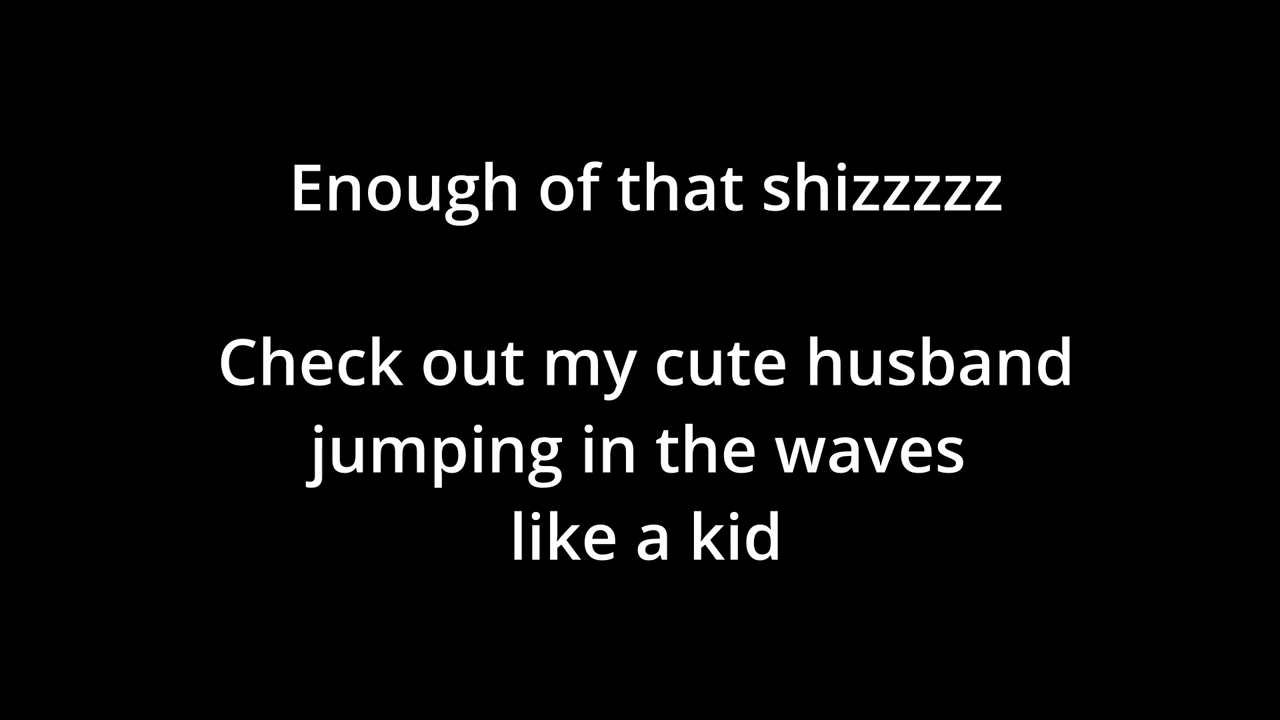 Enough of that shizzzzz
Check out my cute husband
jumping in the waves
like a kid